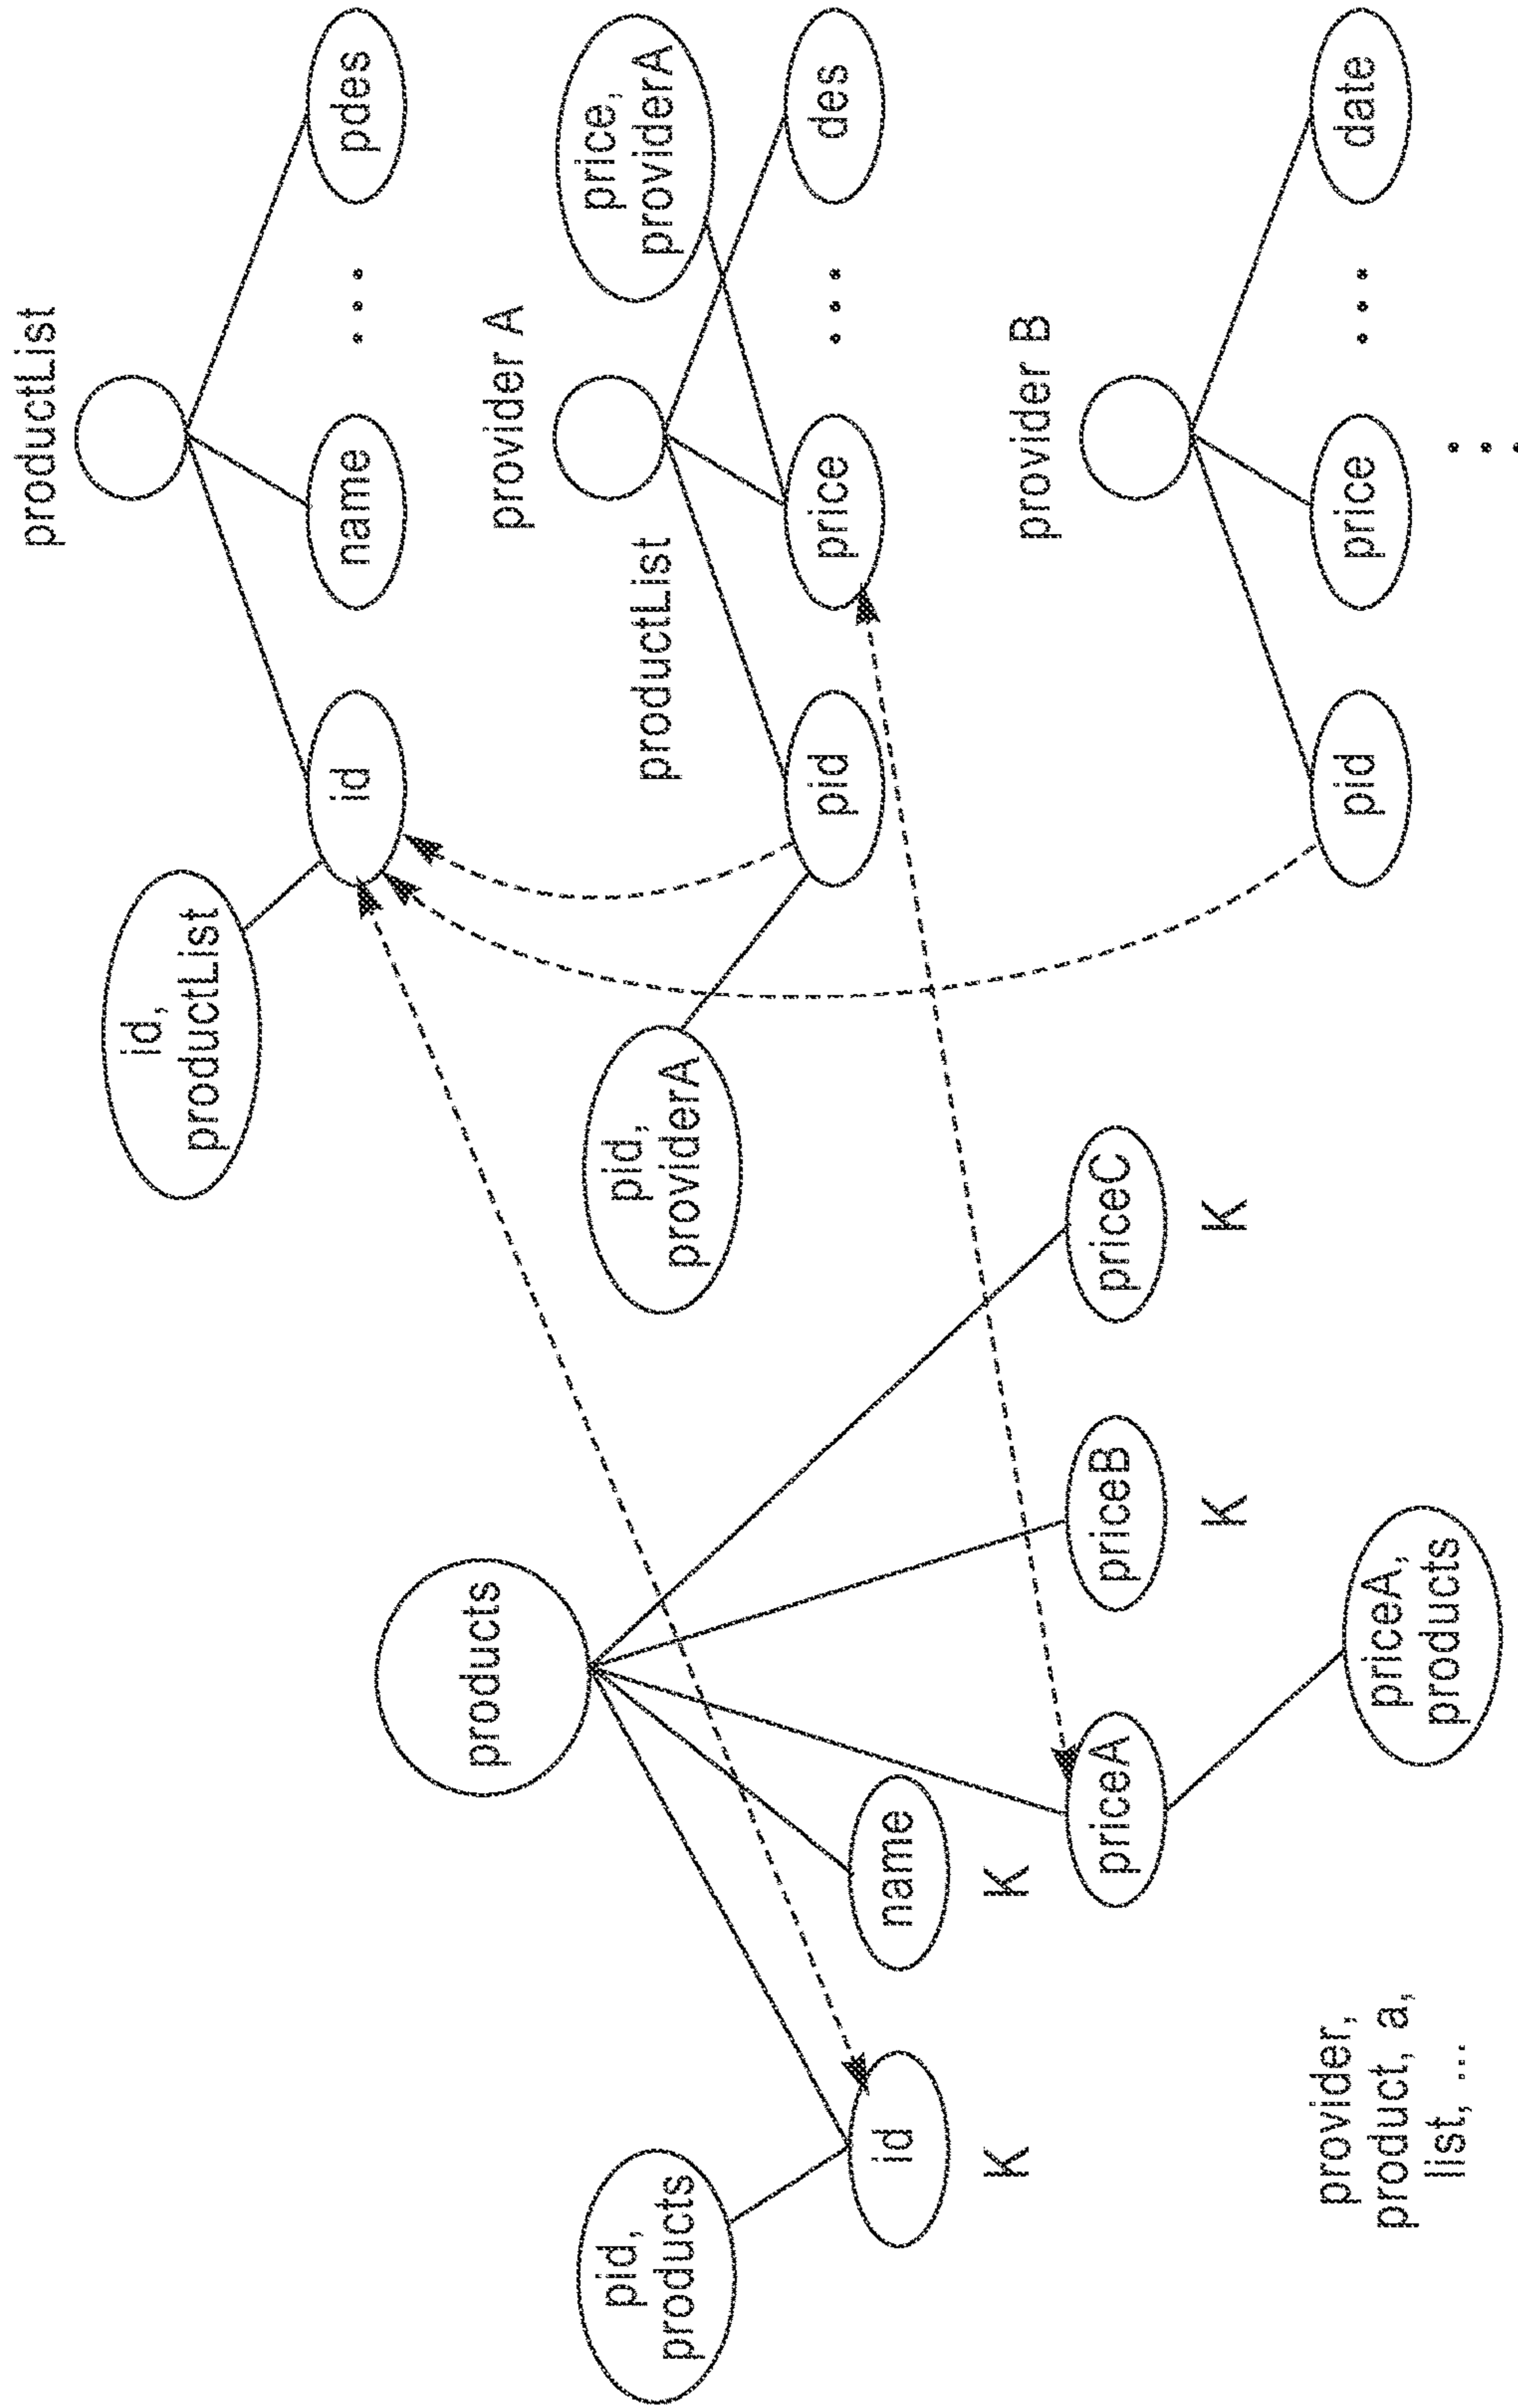 productList
id,
productList
id
name
...
pdes
provider A
productList
price,
providerA
pid,
providerA
pid
price
...
des
provider B
pid
price
...
date
...
products
pid,
products
id
K
name
K
priceA
priceB
K
priceC
K
priceA,
products
provider,
product, a,
list, ...